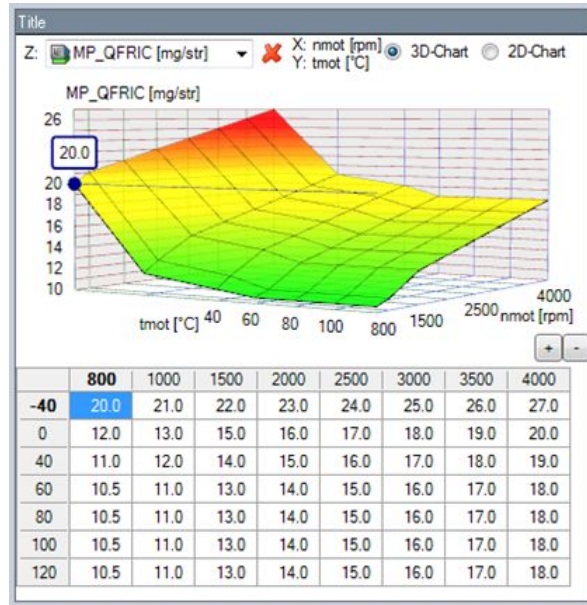 Title
Z: MP_QFRIC [mg/str] X: nmot [rpm] 3D-Chart 2D-Chart
Y: tmot [°C]
MP_QFRIC [mg/str]
26
20.0
20
18
16
14
12
10
tmot [°C] 40 60 80 100 800 1500 2500 4000 nmot [rpm]
+ -
800 1000 1500 2000 2500 3000 3500 4000
-40 20.0 21.0 22.0 23.0 24.0 25.0 26.0 27.0
0 12.0 13.0 15.0 16.0 17.0 18.0 19.0 20.0
40 11.0 12.0 14.0 15.0 16.0 17.0 18.0 19.0
60 10.5 11.0 13.0 14.0 15.0 16.0 17.0 18.0
80 10.5 11.0 13.0 14.0 15.0 16.0 17.0 18.0
100 10.5 11.0 13.0 14.0 15.0 16.0 17.0 18.0
120 10.5 11.0 13.0 14.0 15.0 16.0 17.0 18.0